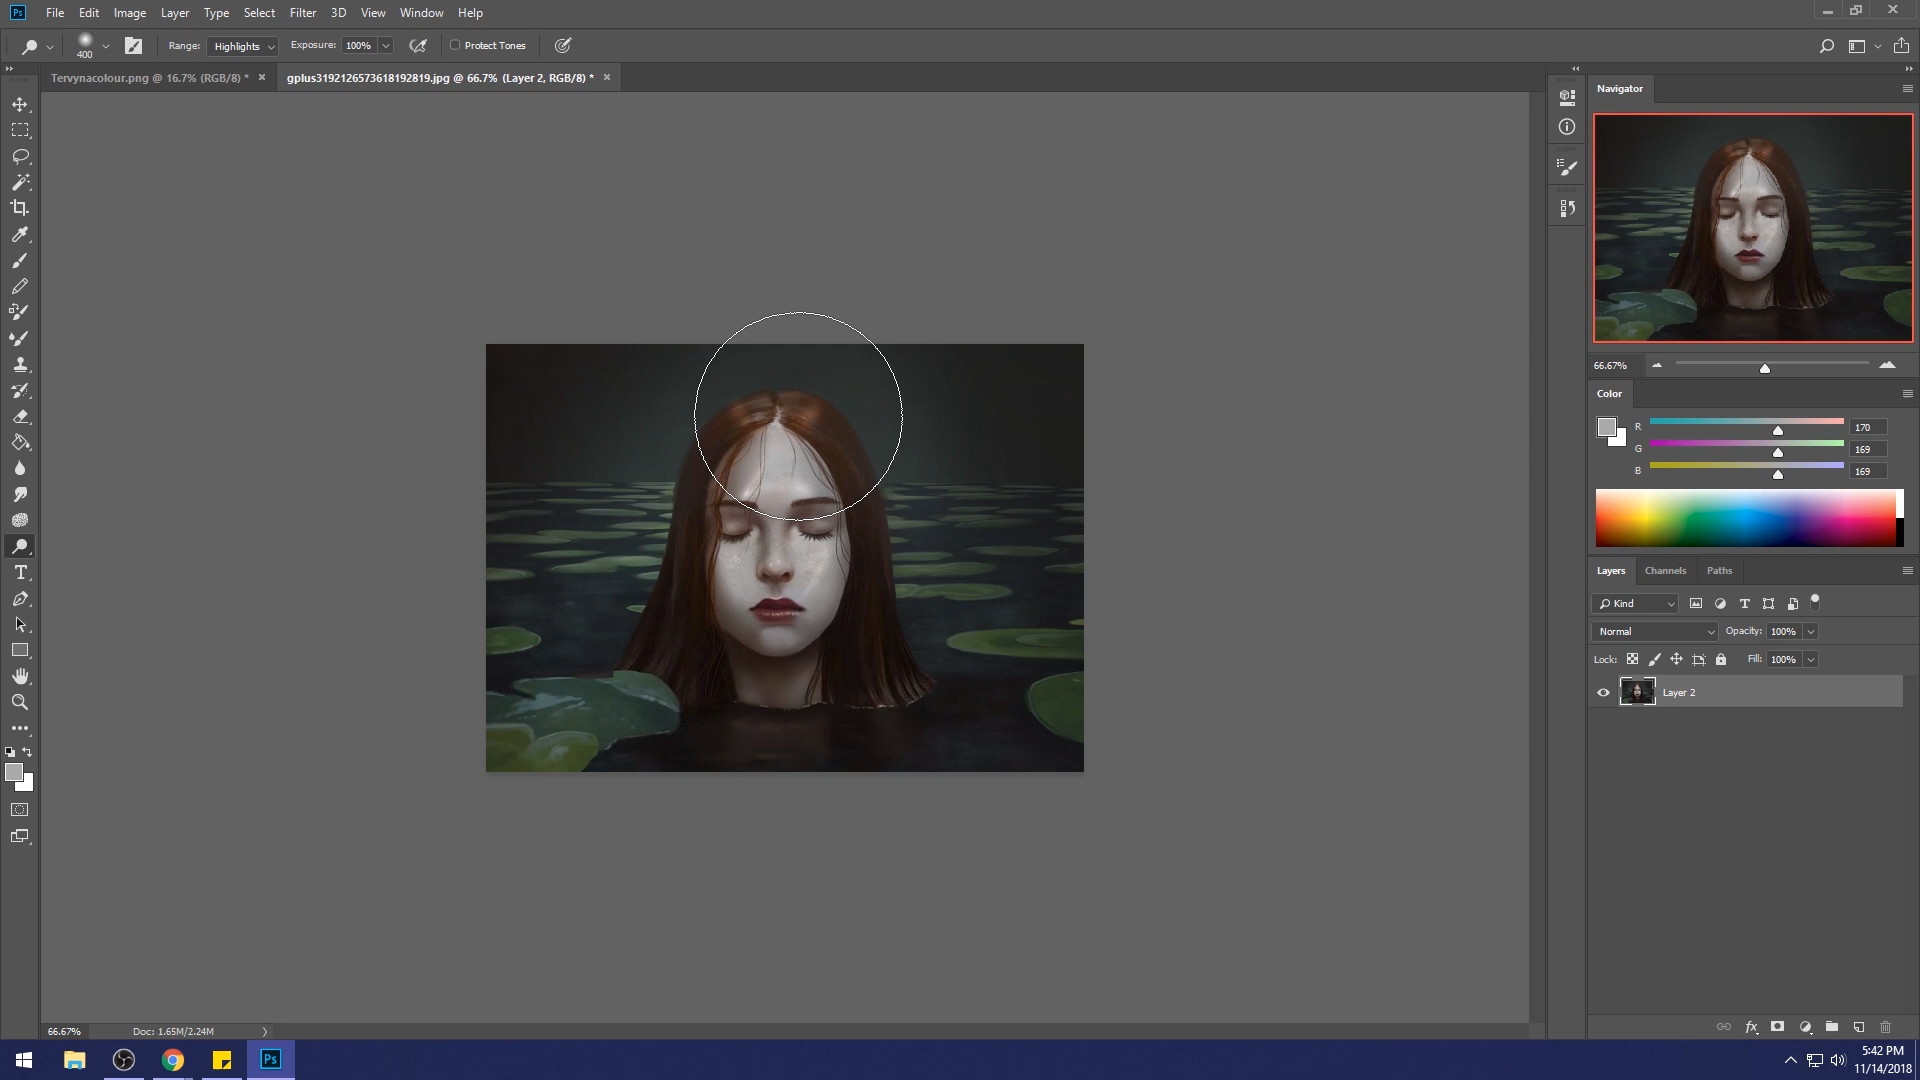 Ps File Edit Image Layer Type Select Filter 3D View Window Help
400 Range: Highlights Exposure: 100% Protect Tones
Tervynacolour.png @ 16.7% (RGB/8) * × gplus3192126573618192819.jpg @ 66.7% (Layer 2, RGB/8) * ×
Navigator
66.67%
Color
R 170
G 169
B 169
Layers Channels Paths
Kind
Normal Opacity: 100%
Lock: Fill: 100%
Layer 2
66.67% Doc: 1.65M/2.24M
fx
Ps
5:42 PM
11/14/2018